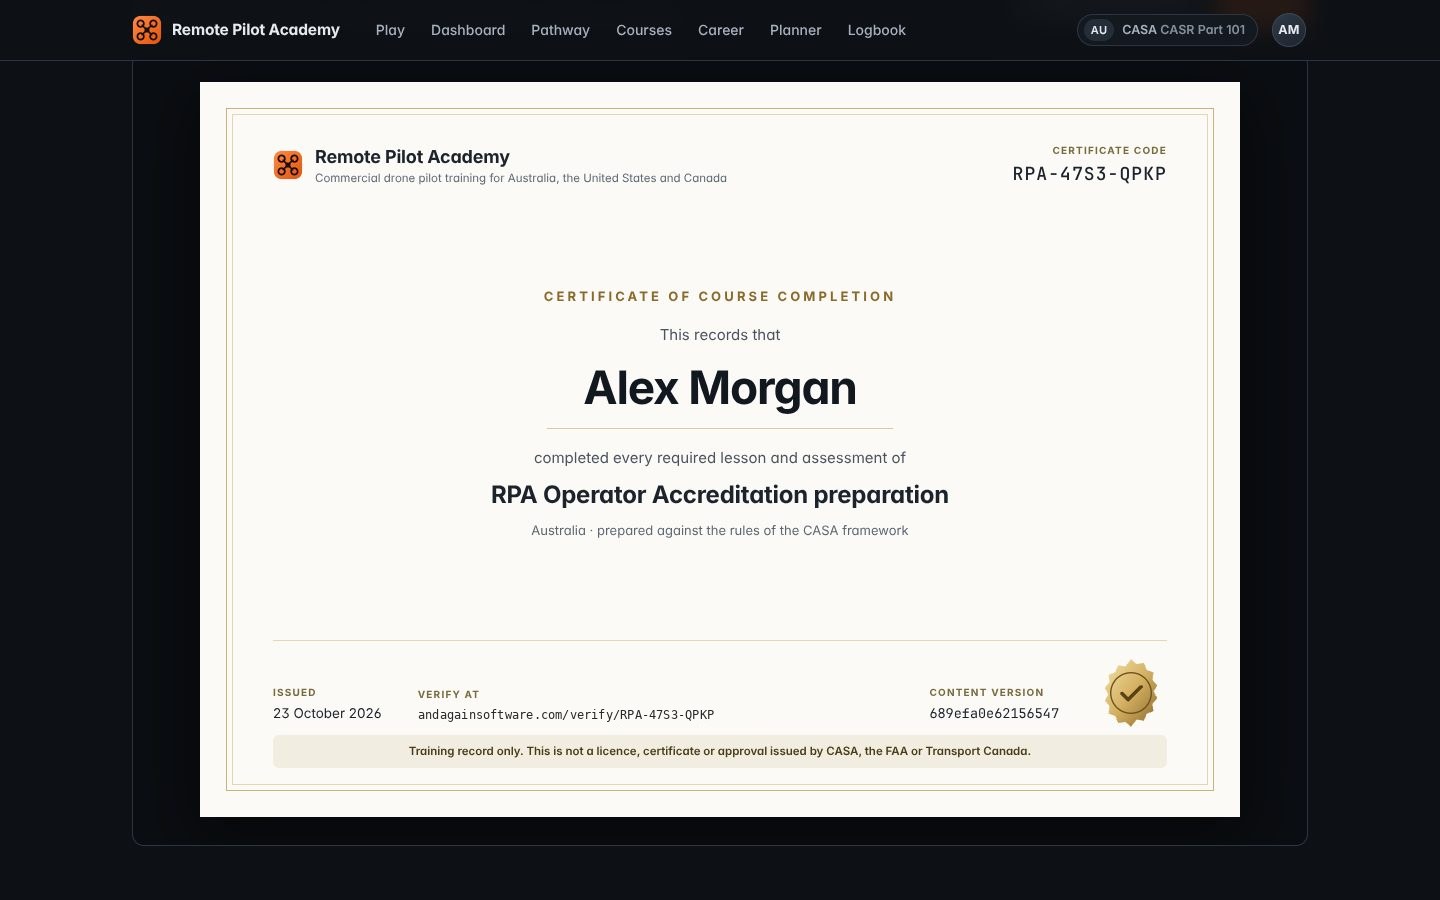 Remote Pilot Academy
Play
Dashboard
Pathway
Courses
Career
Planner
Logbook
AU CASA CASR Part 101
AM
Remote Pilot Academy
Commercial drone pilot training for Australia, the United States and Canada
CERTIFICATE CODE
RPA-47S3-QPKP
CERTIFICATE OF COURSE COMPLETION
This records that
Alex Morgan
completed every required lesson and assessment of
RPA Operator Accreditation preparation
Australia · prepared against the rules of the CASA framework
ISSUED
23 October 2026
VERIFY AT
andagainsoftware.com/verify/RPA-47S3-QPKP
CONTENT VERSION
689efa0e62156547
Training record only. This is not a licence, certificate or approval issued by CASA, the FAA or Transport Canada.